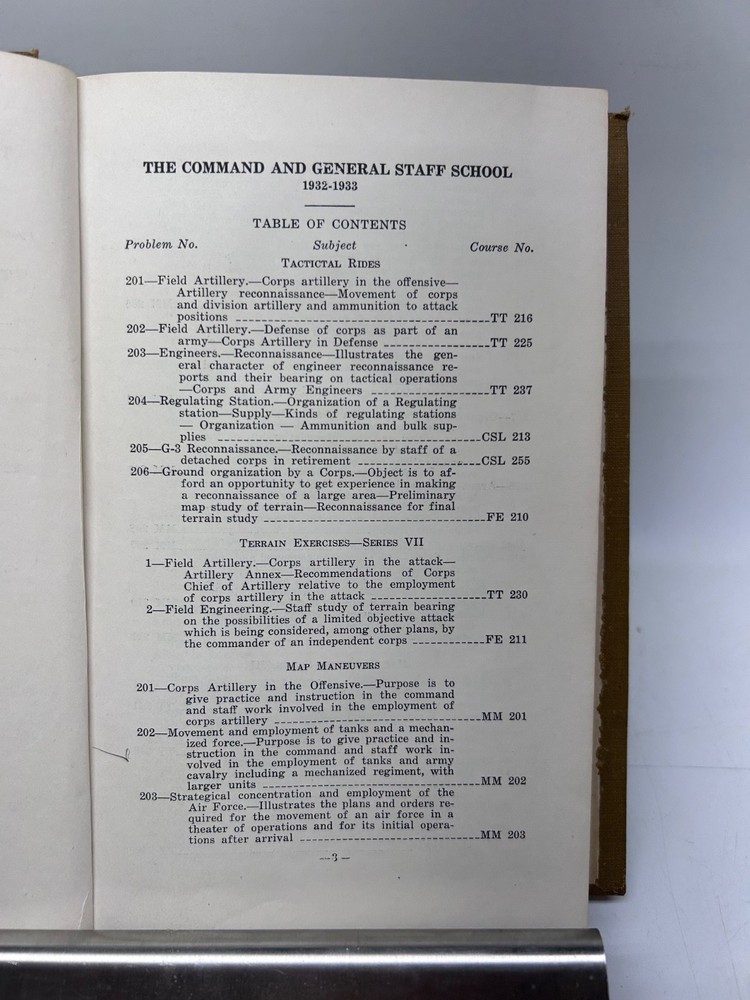 THE COMMAND AND GENERAL STAFF SCHOOL
1932-1933
TABLE OF CONTENTS
Problem No. Subject Course No.
TACTICTAL RIDES
201—Field Artillery.—Corps artillery in the offensive—
Artillery reconnaissance—Movement of corps
and division artillery and ammunition to attack
positions ------------------------------------TT 216
202—Field Artillery.—Defense of corps as part of an
army—Corps Artillery in Defense ---------------TT 225
203—Engineers.—Reconnaissance—Illustrates the gen-
eral character of engineer reconnaissance re-
ports and their bearing on tactical operations
—Corps and Army Engineers -----------------TT 237
204—Regulating Station.—Organization of a Regulating
station—Supply—Kinds of regulating stations
— Organization — Ammunition and bulk sup-
plies --------------------------------------CSL 213
205—G-3 Reconnaissance.—Reconnaissance by staff of a
detached corps in retirement ------------------CSL 255
206—Ground organization by a Corps.—Object is to af-
ford an opportunity to get experience in making
a reconnaissance of a large area—Preliminary
map study of terrain—Reconnaissance for final
terrain study --------------------------------FE 210
TERRAIN EXERCISES—SERIES VII
1—Field Artillery.—Corps artillery in the attack—
Artillery Annex—Recommendations of Corps
Chief of Artillery relative to the employment
of corps artillery in the attack -----------------TT 230
2—Field Engineering.—Staff study of terrain bearing
on the possibilities of a limited objective attack
which is being considered, among other plans, by
the commander of an independent corps -----------FE 211
MAP MANEUVERS
201—Corps Artillery in the Offensive.—Purpose is to
give practice and instruction in the command
and staff work involved in the employment of
corps artillery ------------------------------MM 201
202—Movement and employment of tanks and a mechan-
ized force.—Purpose is to give practice and in-
struction in the command and staff work in-
volved in the employment of tanks and army
cavalry including a mechanized regiment, with
larger units --------------------------------MM 202
203—Strategical concentration and employment of the
Air Force.—Illustrates the plans and orders re-
quired for the movement of an air force in a
theater of operations and for its initial opera-
tions after arrival --------------------------MM 203
—3—